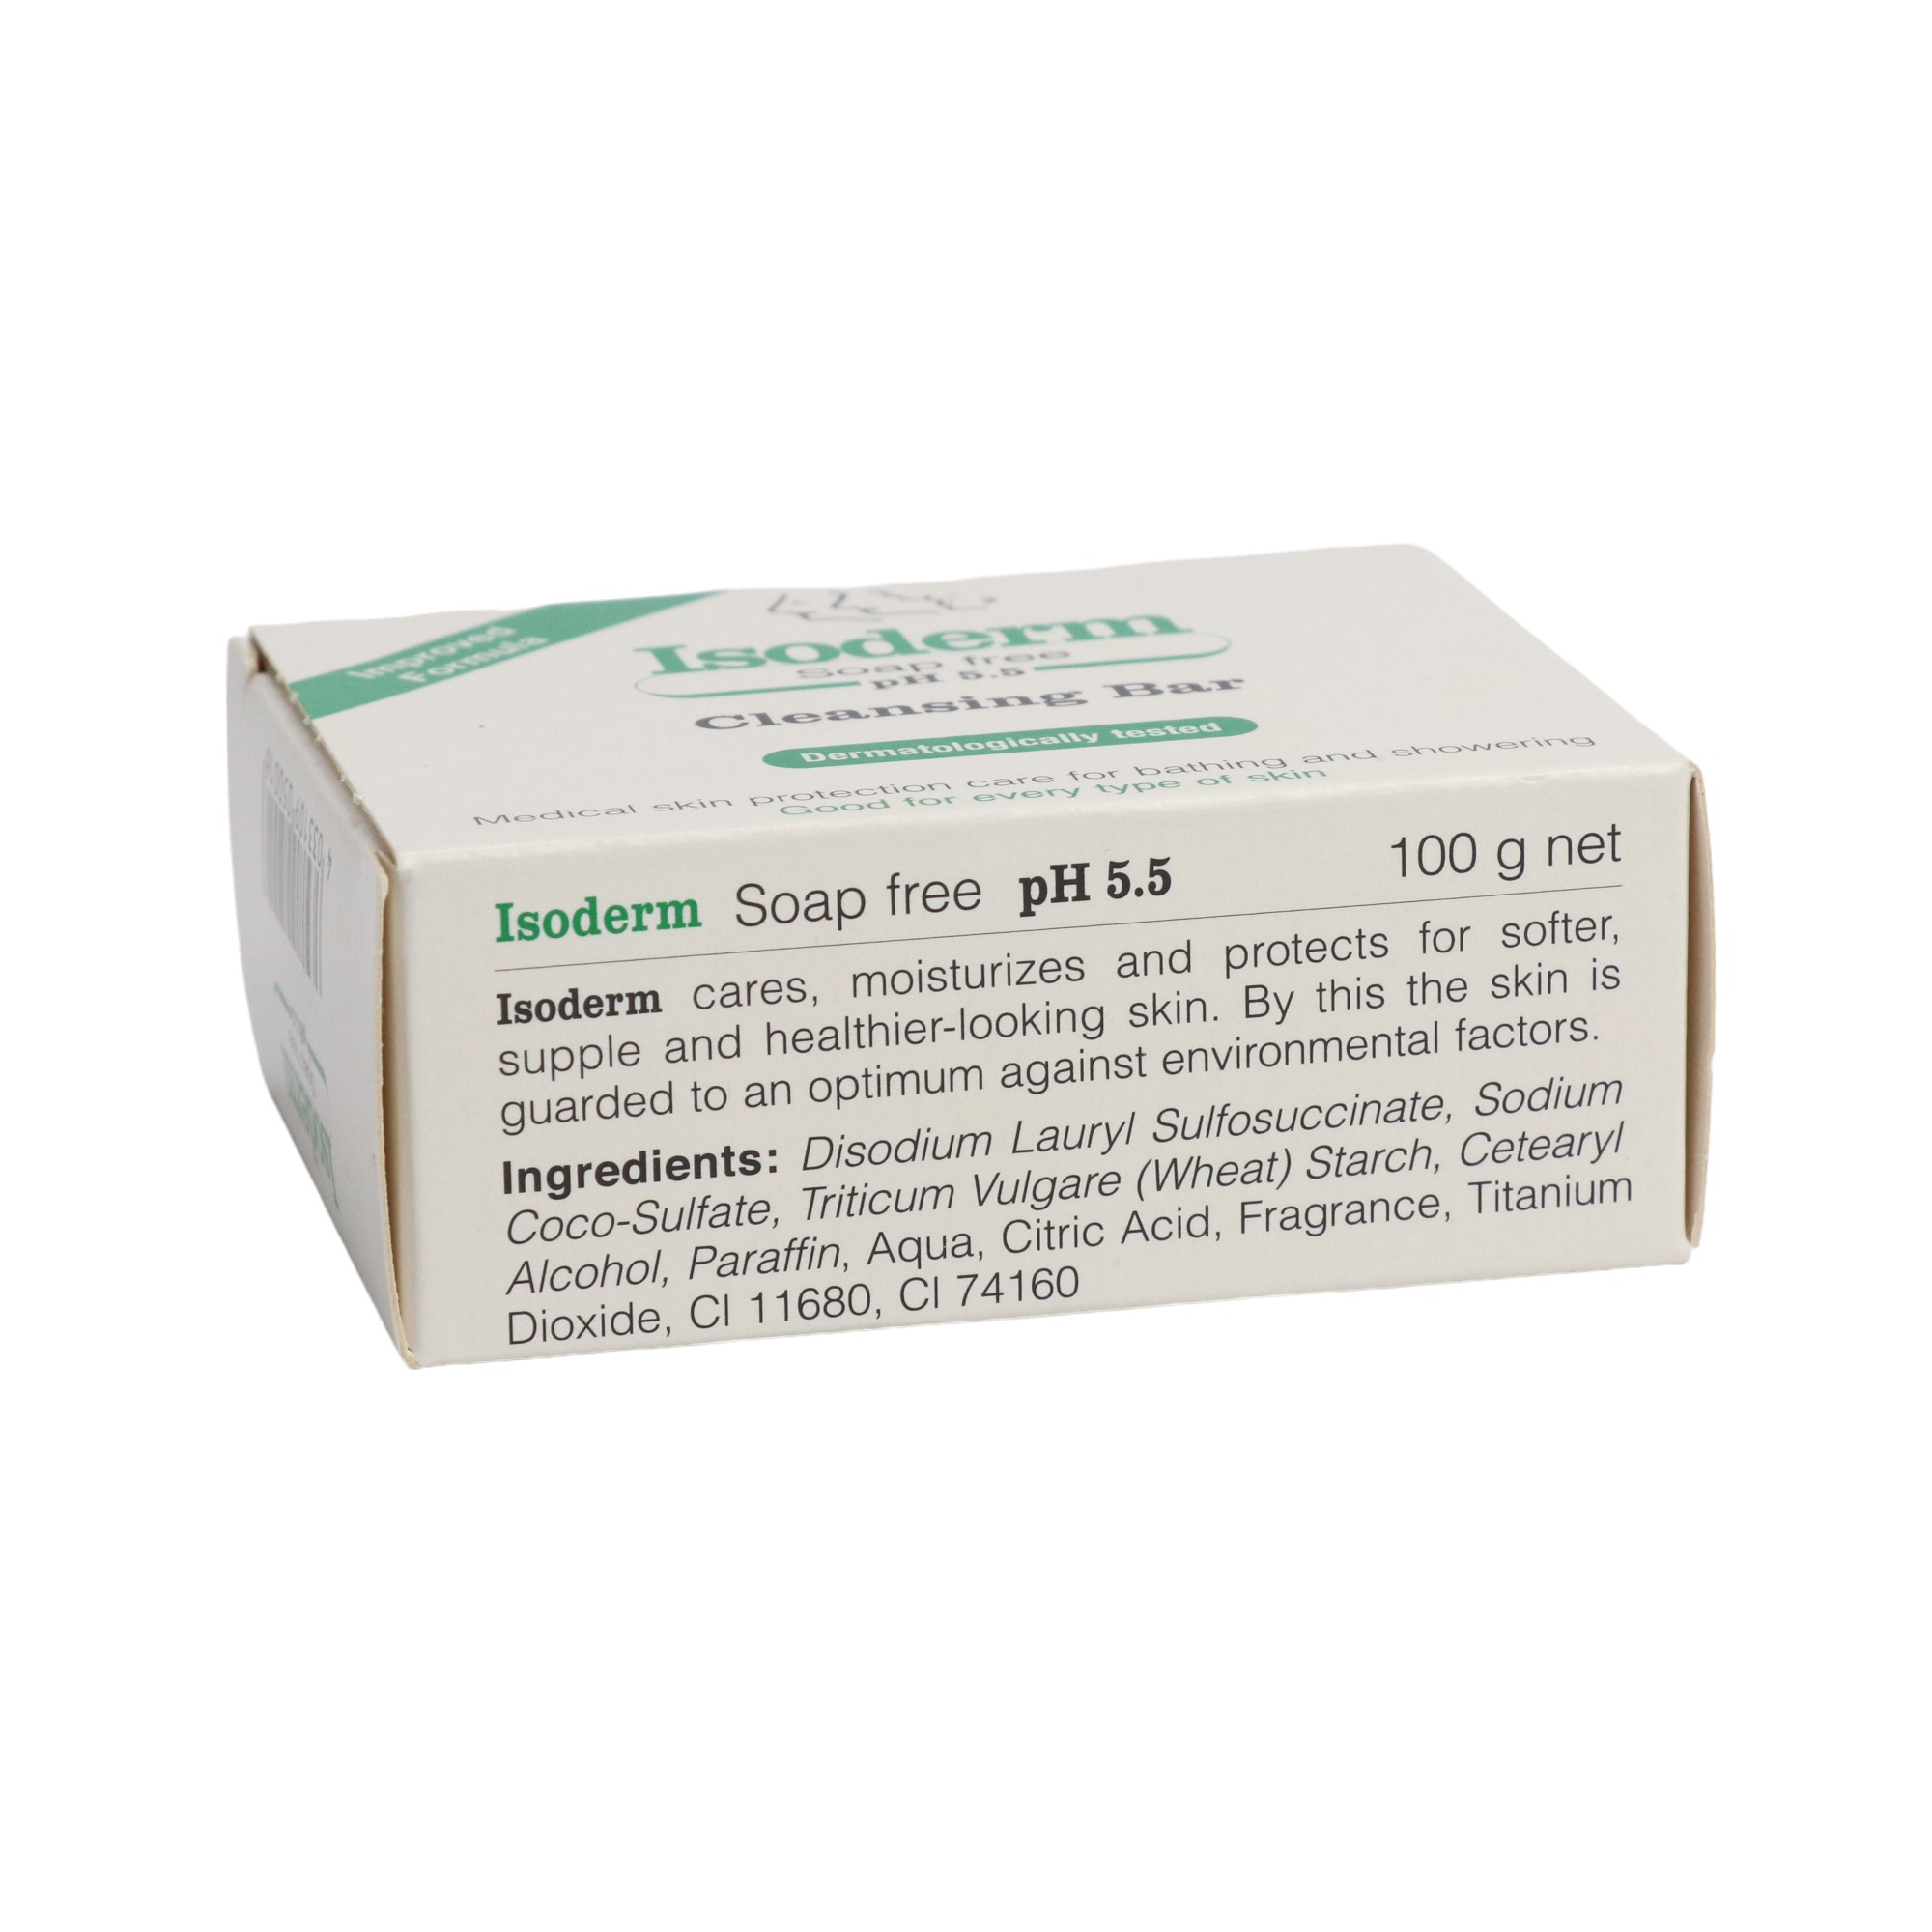 Improved
Formula
Isoderm
Soap free
pH 5.5
Cleansing Bar
Dermatologically tested
Medical skin protection care for bathing and showering
Good for every type of skin
Isoderm Soap free pH 5.5 100 g net
Isoderm cares, moisturizes and protects for softer,
supple and healthier-looking skin. By this the skin is
guarded to an optimum against environmental factors.
Ingredients: Disodium Lauryl Sulfosuccinate, Sodium
Coco-Sulfate, Triticum Vulgare (Wheat) Starch, Cetearyl
Alcohol, Paraffin, Aqua, Citric Acid, Fragrance, Titanium
Dioxide, CI 11680, CI 74160